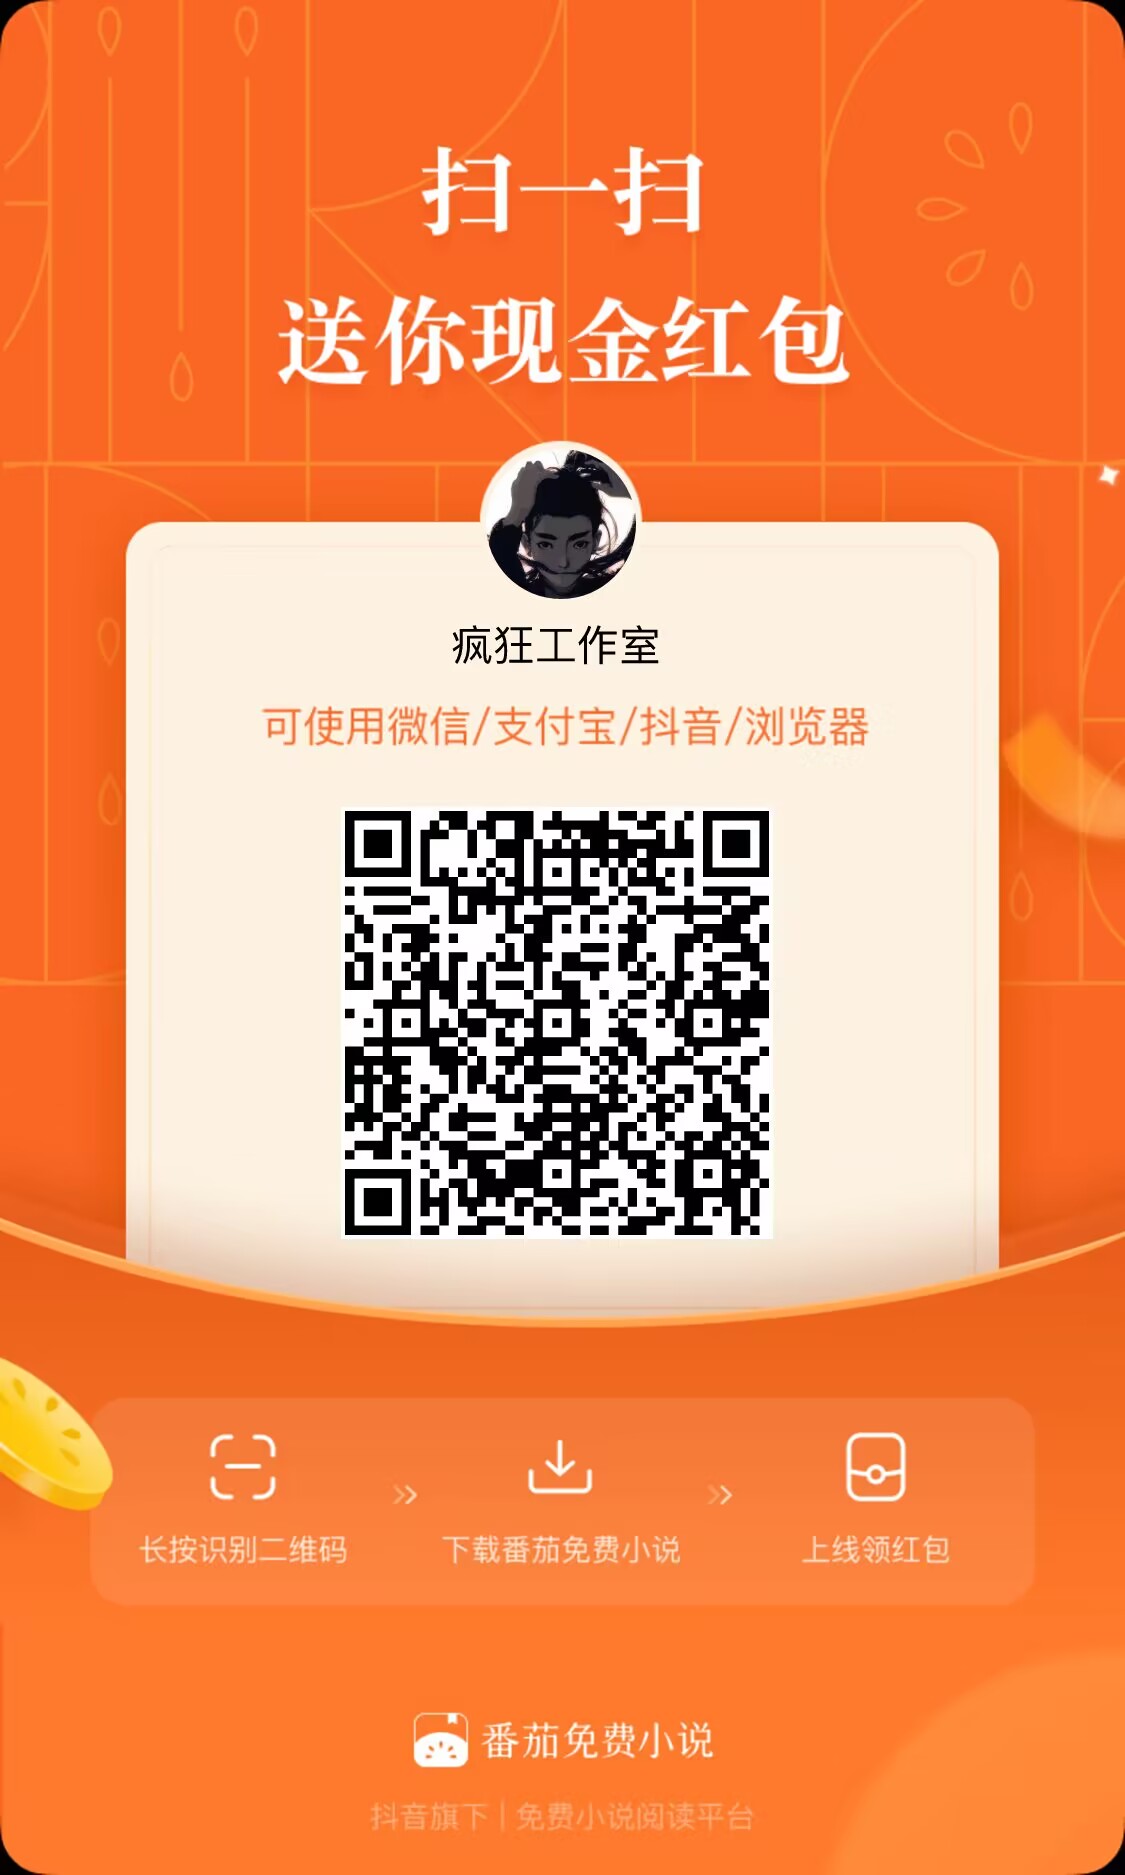 扫一扫
送你现金红包
疯狂工作室
可使用微信/支付宝/抖音/浏览器
长按识别二维码
下载番茄免费小说
上线领红包
番茄免费小说
抖音旗下|免费小说阅读平台